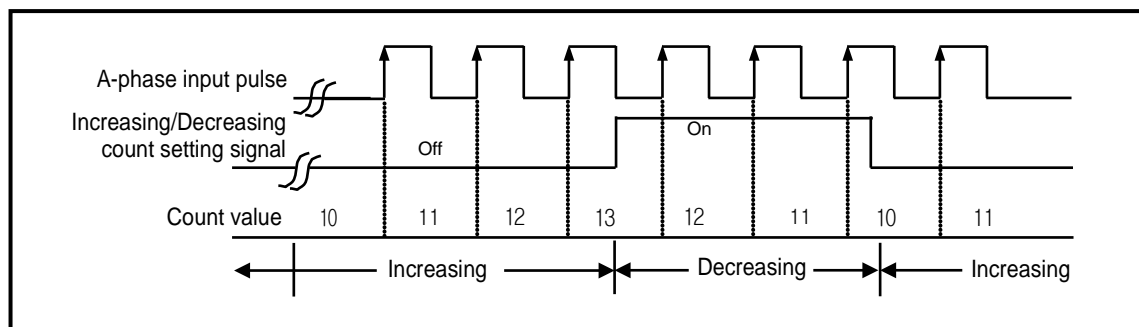 A-phase input pulse
Increasing/Decreasing
count setting signal
On
Off
Count value 10 11 12 13 12 11 10 11
Increasing Decreasing Increasing